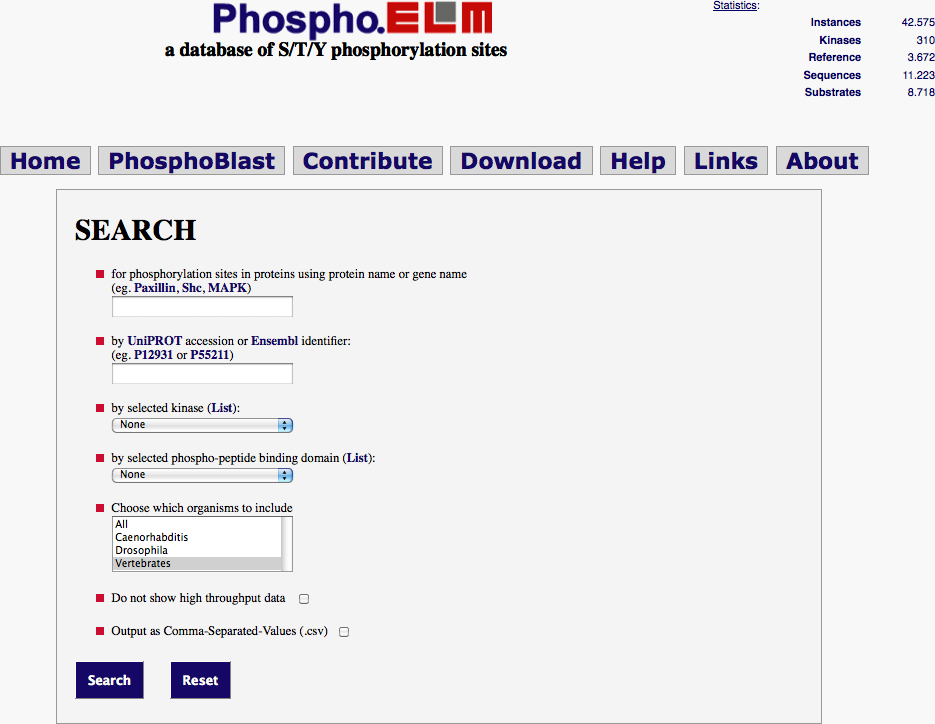 Phospho.ELM
a database of S/T/Y phosphorylation sites
Statistics:
Instances 42.575
Kinases 310
Reference 3.672
Sequences 11.223
Substrates 8.718
Home PhosphoBlast Contribute Download Help Links About
SEARCH
for phosphorylation sites in proteins using protein name or gene name
(eg. Paxillin, Shc, MAPK)
by UniPROT accession or Ensembl identifier:
(eg. P12931 or P55211)
by selected kinase (List):
None
by selected phospho-peptide binding domain (List):
None
Choose which organisms to include
All
Caenorhabditis
Drosophila
Vertebrates
Do not show high throughput data
Output as Comma-Separated-Values (.csv)
Search Reset